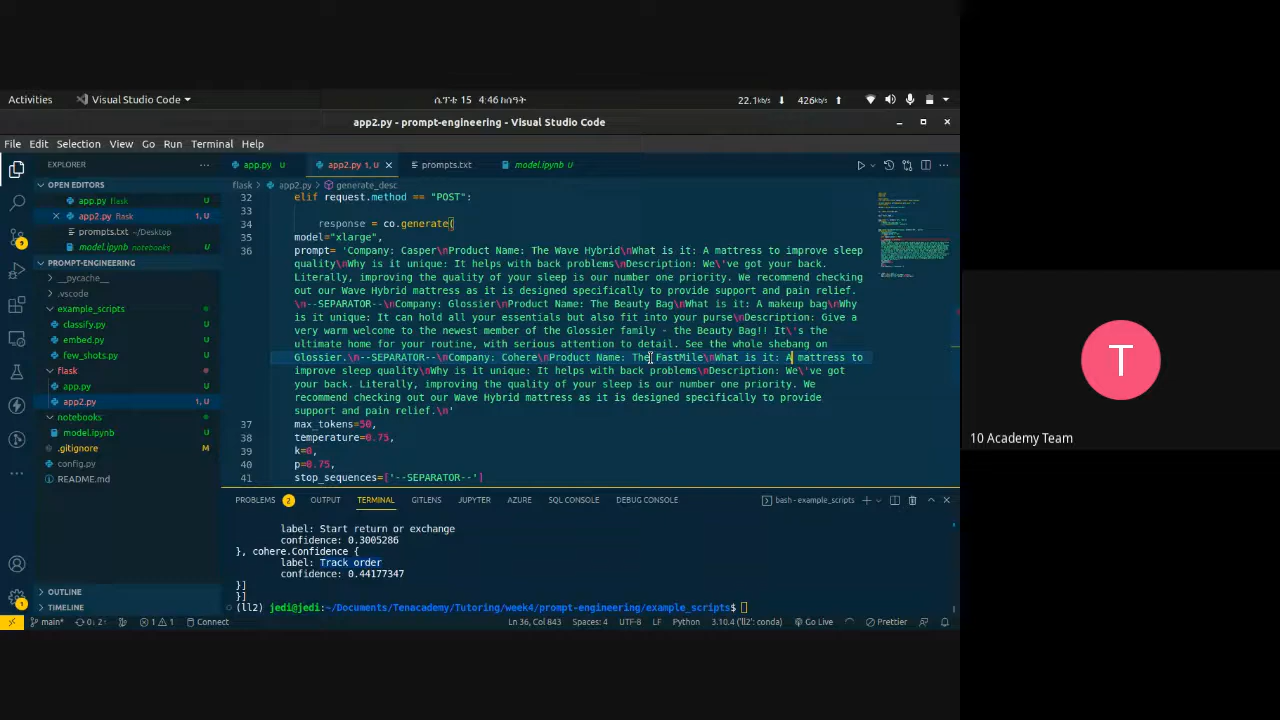 Activities Visual Studio Code ሴፕቴ 15 4:46 ከሰዓት 22.1kb/s 426kb/s
app2.py - prompt-engineering - Visual Studio Code
File Edit Selection View Go Run Terminal Help
EXPLORER
app.py U app2.py 1, U prompts.txt model.ipynb U
OPEN EDITORS
flask > app2.py > generate_desc
app.py flask U
app2.py flask 1, U
prompts.txt ~/Desktop
model.ipynb notebooks U
PROMPT-ENGINEERING
__pycache__
.vscode
example_scripts
classify.py U
embed.py U
few_shots.py U
flask
app.py U
app2.py 1, U
notebooks
model.ipynb U
.gitignore M
config.py
README.md
OUTLINE
TIMELINE
32 elif request.method == "POST":
33
34 response = co.generate(
35 model="xlarge",
36 prompt= 'Company: Casper\nProduct Name: The Wave Hybrid\nWhat is it: A mattress to improve sleep
quality\nWhy is it unique: It helps with back problems\nDescription: We\'ve got your back.
Literally, improving the quality of your sleep is our number one priority. We recommend checking
out our Wave Hybrid mattress as it is designed specifically to provide support and pain relief.
\n--SEPARATOR--\nCompany: Glossier\nProduct Name: The Beauty Bag\nWhat is it: A makeup bag\nWhy
is it unique: It can hold all your essentials but also fit into your purse\nDescription: Give a
very warm welcome to the newest member of the Glossier family - the Beauty Bag!! It\'s the
ultimate home for your routine, with serious attention to detail. See the whole shebang on
Glossier.\n--SEPARATOR--\nCompany: Cohere\nProduct Name: The FastMile\nWhat is it: A mattress to
improve sleep quality\nWhy is it unique: It helps with back problems\nDescription: We\'ve got
your back. Literally, improving the quality of your sleep is our number one priority. We
recommend checking out our Wave Hybrid mattress as it is designed specifically to provide
support and pain relief.\n'
37 max_tokens=50,
38 temperature=0.75,
39 k=0,
40 p=0.75,
41 stop_sequences=['--SEPARATOR--']
PROBLEMS 2 OUTPUT TERMINAL GITLENS JUPYTER AZURE SQL CONSOLE DEBUG CONSOLE bash - example_scripts
label: Start return or exchange
confidence: 0.3005286
}, cohere.Confidence {
label: Track order
confidence: 0.44177347
}]
}]
(ll2) jedi@jedi:~/Documents/Tenacademy/Tutoring/week4/prompt-engineering/example_scripts$
main* 0↓ 2↑ 1 1 Connect Ln 36, Col 843 Spaces: 4 UTF-8 LF Python 3.10.4 ('ll2': conda) Go Live Prettier
T
10 Academy Team